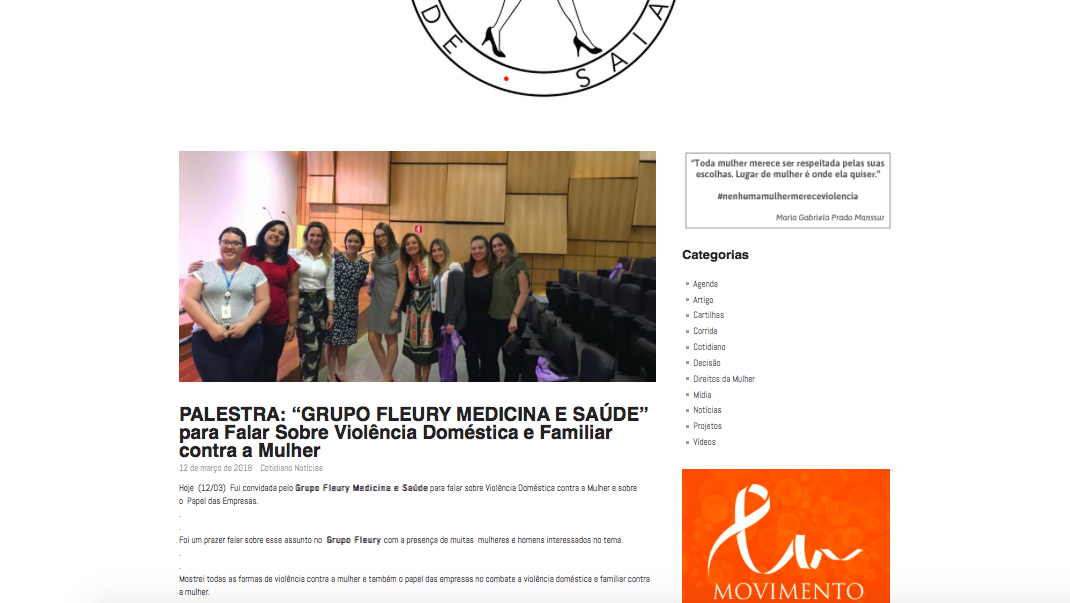 DE • SAIA
“Toda mulher merece ser respeitada pelas suas
escolhas. Lugar de mulher é onde ela quiser.”
#nenhumamulhermereceviolencia
Maria Gabriela Prado Manssur
Categorias
Agenda
Artigo
Cartilhas
Corrida
Cotidiano
Decisão
Direitos da Mulher
Mídia
Notícias
Projetos
Vídeos
MOVIMENTO
PALESTRA: “GRUPO FLEURY MEDICINA E SAÚDE”
para Falar Sobre Violência Doméstica e Familiar
contra a Mulher
12 de março de 2018 Cotidiano Notícias
Hoje (12/03) Fui convidada pelo Grupo Fleury Medicina e Saúde para falar sobre Violência Doméstica contra a Mulher e sobre
o Papel das Empresas.
.
.
Foi um prazer falar sobre esse assunto no Grupo Fleury com a presença de muitas mulheres e homens interessados no tema.
.
.
Mostrei todas as formas de violência contra a mulher e também o papel das empresas no combate a violência doméstica e familiar contra
a mulher.